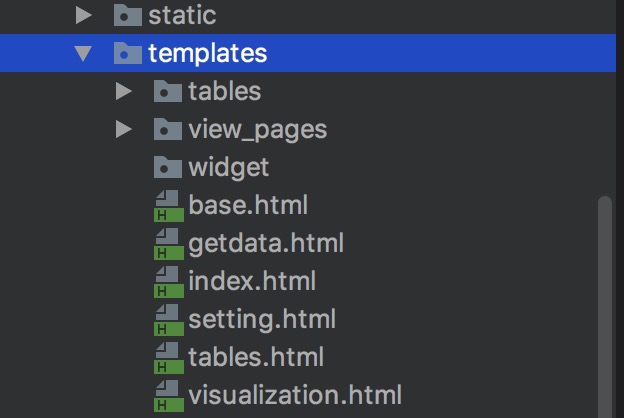 static
templates
tables
view_pages
widget
H base.html
H getdata.html
H index.html
H setting.html
H tables.html
H visualization.html